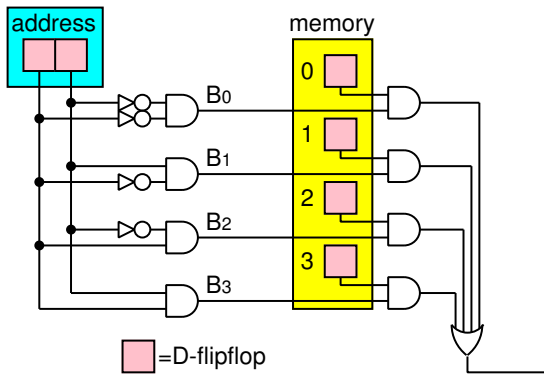 address
memory
0
B0
1
B1
2
B2
3
B3
=D-flipflop